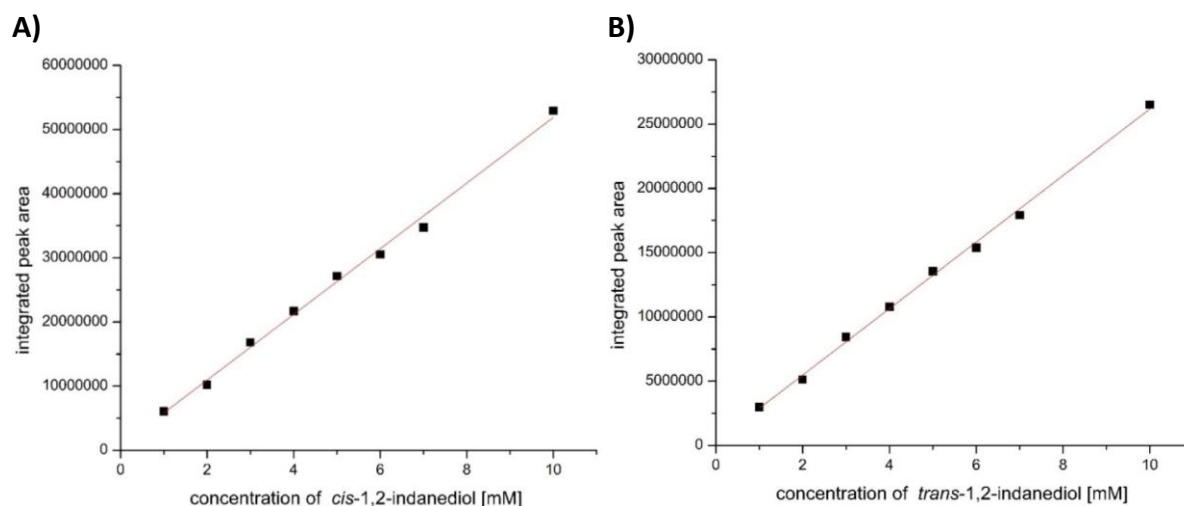 A)
60000000
50000000
40000000
30000000
20000000
10000000
0
0 2 4 6 8 10
integrated peak area
concentration of cis-1,2-indanediol [mM]
B)
30000000
25000000
20000000
15000000
10000000
5000000
0
0 2 4 6 8 10
integrated peak area
concentration of trans-1,2-indanediol [mM]